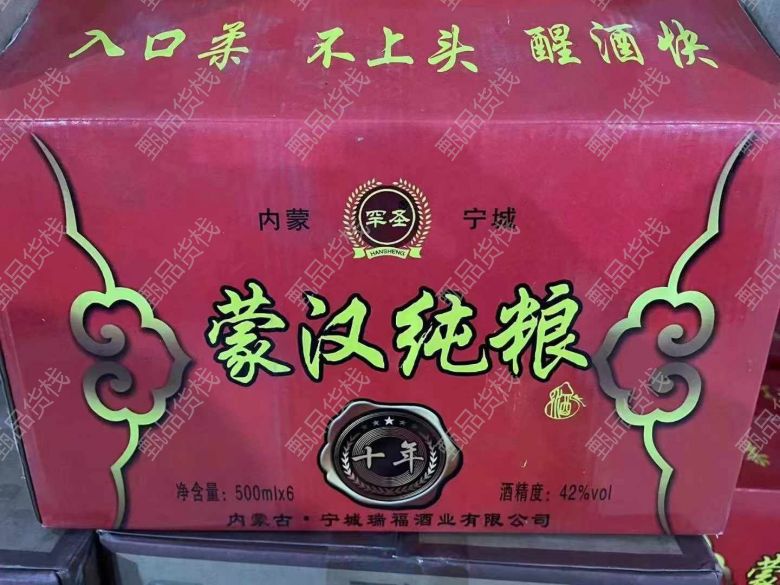 入口柔 不上头 醒酒快
内蒙 罕圣 宁城
HANSHENG
蒙汉纯粮
酒
十年
净含量：500mlx6 酒精度：42%vol
内蒙古·宁城瑞福酒业有限公司
甄品货栈